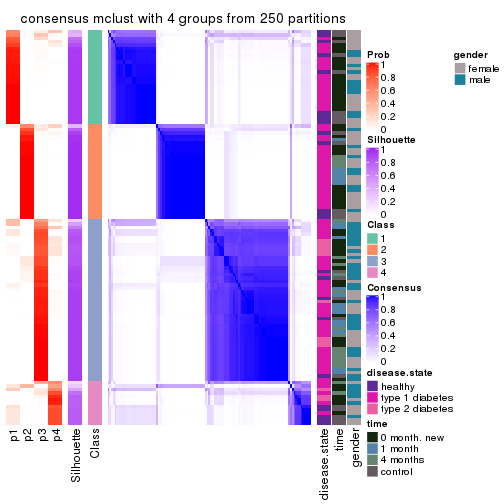 consensus mclust with 4 groups from 250 partitions
Prob
1
0.8
0.6
0.4
0.2
0
gender
female
male
Silhouette
1
0.8
0.6
0.4
0.2
0
Class
1
2
3
4
Consensus
1
0.8
0.6
0.4
0.2
0
disease.state
healthy
type 1 diabetes
type 2 diabetes
time
0 month. new
1 month
4 months
control
p1
p2
p3
p4
Silhouette
Class
disease.state
time
gender